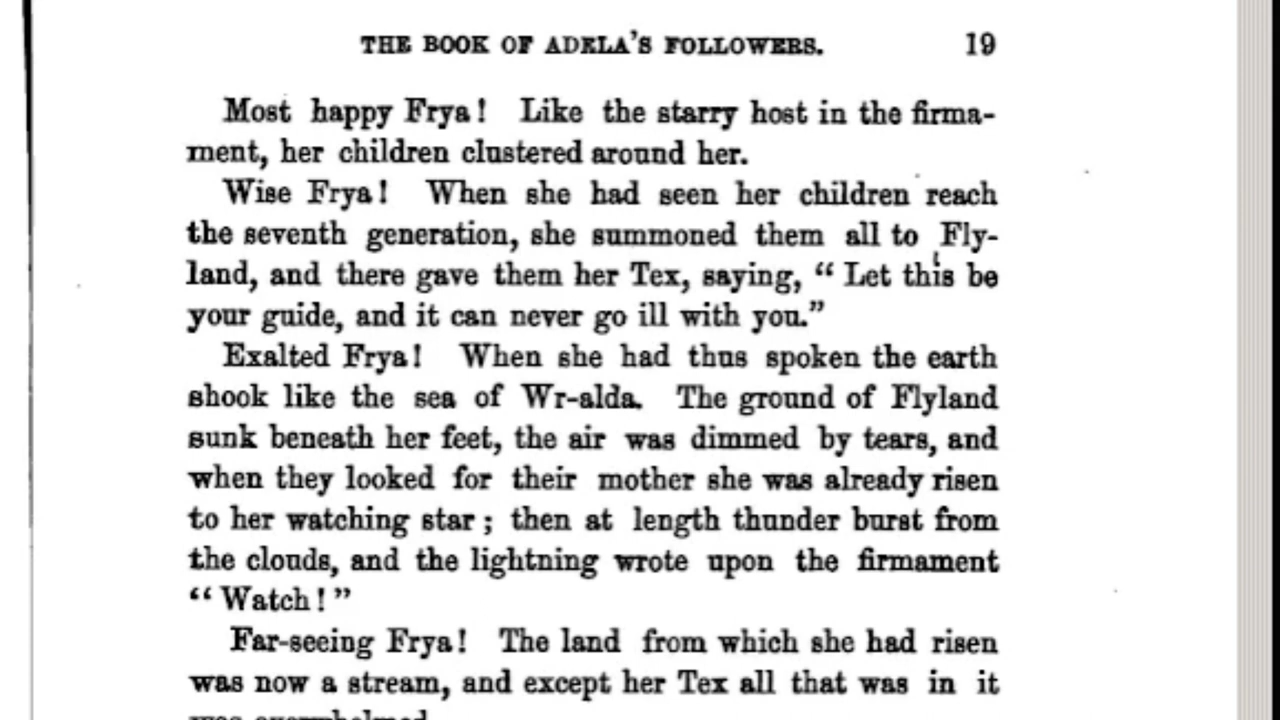 THE BOOK OF ADELA'S FOLLOWERS. 19
Most happy Frya! Like the starry host in the firma-
ment, her children clustered around her.
Wise Frya! When she had seen her children reach
the seventh generation, she summoned them all to Fly-
land, and there gave them her Tex, saying, “Let this be
your guide, and it can never go ill with you.”
Exalted Frya! When she had thus spoken the earth
shook like the sea of Wr-alda. The ground of Flyland
sunk beneath her feet, the air was dimmed by tears, and
when they looked for their mother she was already risen
to her watching star; then at length thunder burst from
the clouds, and the lightning wrote upon the firmament
“Watch!”
Far-seeing Frya! The land from which she had risen
was now a stream, and except her Tex all that was in it
was overwhelmed.